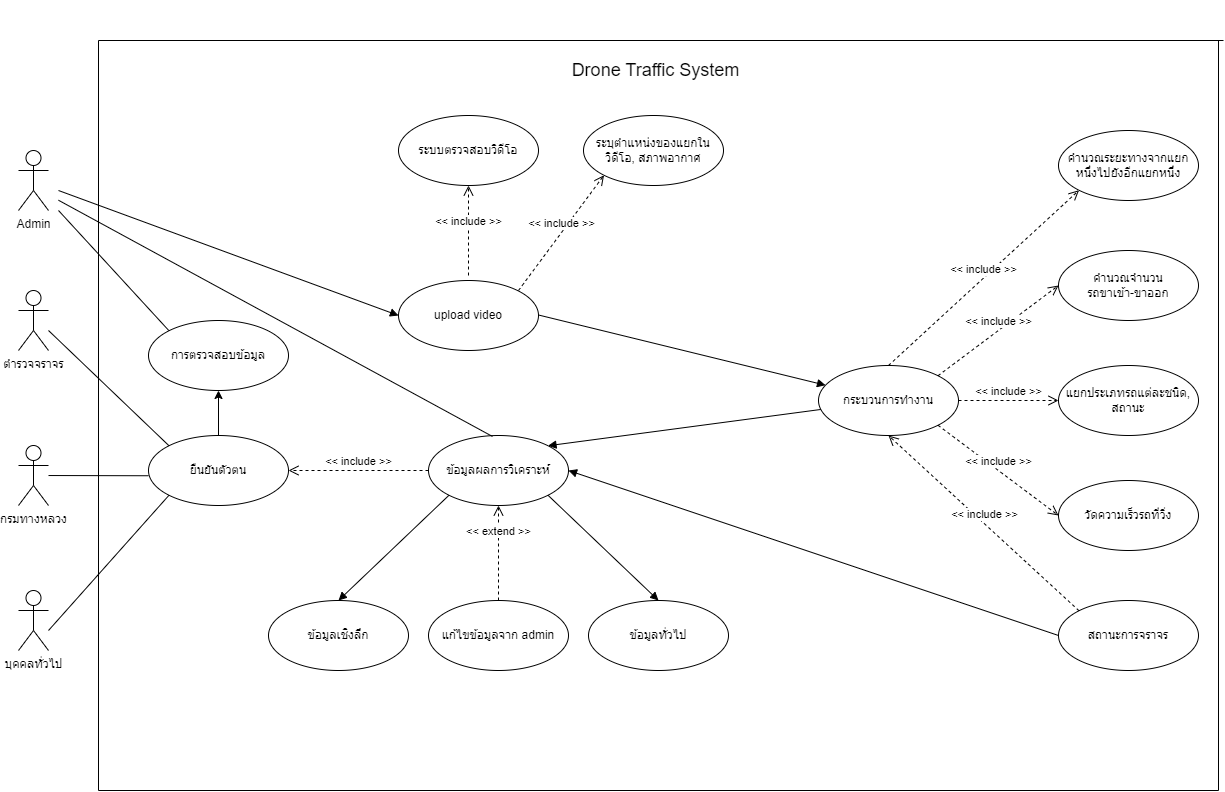 Drone Traffic System
ระบบตรวจสอบวิดีโอ
ระบุตำแหน่งของแยกใน
วิดีโอ, สภาพอากาศ
คำนวณระยะทางจากแยก
หนึ่งไปยังอีกแยกหนึ่ง
Admin
<< include >>
<< include >>
<< include >>
คำนวณจำนวน
รถขาเข้า-ขาออก
upload video
<< include >>
ตำรวจจราจร
การตรวจสอบข้อมูล
<< include >>
แยกประเภทรถแต่ละชนิด,
สถานะ
กระบวนการทำงาน
<< include >>
<< include >>
ยืนยันตัวตน
ข้อมูลผลการวิเคราะห์
กรมทางหลวง
<< include >>
วัดความเร็วรถที่วิ่ง
<< extend >>
ข้อมูลเชิงลึก
แก้ไขข้อมูลจาก admin
ข้อมูลทั่วไป
สถานะการจราจร
บุคคลทั่วไป